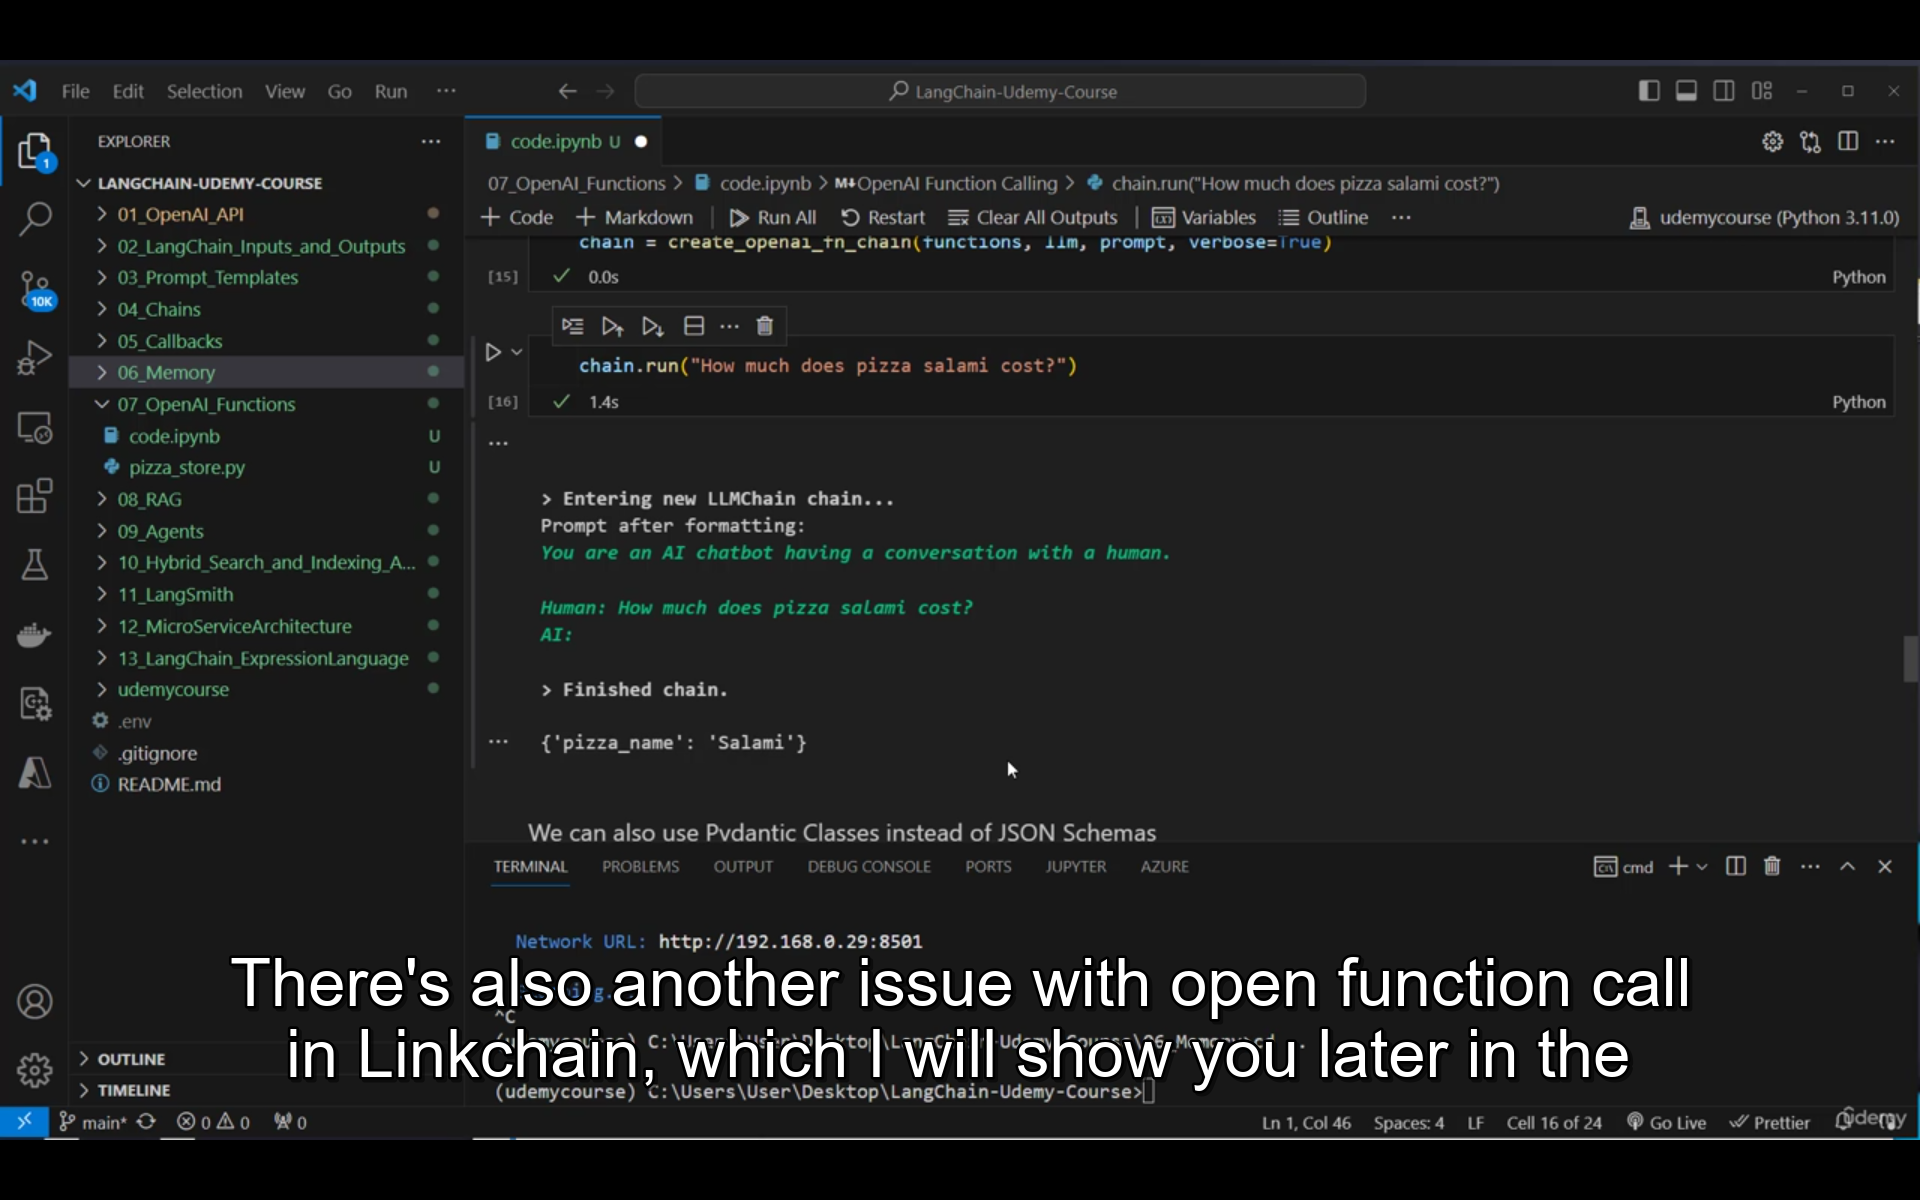 File Edit Selection View Go Run ···
LangChain-Udemy-Course
EXPLORER
1
code.ipynb U
LANGCHAIN-UDEMY-COURSE
01_OpenAI_API
02_LangChain_Inputs_and_Outputs
03_Prompt_Templates
04_Chains
10K
05_Callbacks
06_Memory
07_OpenAI_Functions
code.ipynb U
pizza_store.py U
08_RAG
09_Agents
10_Hybrid_Search_and_Indexing_A...
11_LangSmith
12_MicroServiceArchitecture
13_LangChain_ExpressionLanguage
udemycourse
.env
.gitignore
README.md
OUTLINE
TIMELINE
07_OpenAI_Functions > code.ipynb > M↓OpenAI Function Calling > chain.run("How much does pizza salami cost?")
+ Code + Markdown | Run All Restart Clear All Outputs | Variables Outline ··· udemycourse (Python 3.11.0)
chain = create_openai_fn_chain(functions, llm, prompt, verbose=True)
[15] ✓ 0.0s Python
chain.run("How much does pizza salami cost?")
[16] ✓ 1.4s Python
...
> Entering new LLMChain chain...
Prompt after formatting:
You are an AI chatbot having a conversation with a human.
Human: How much does pizza salami cost?
AI:
> Finished chain.
... {'pizza_name': 'Salami'}
We can also use Pydantic Classes instead of JSON Schemas
TERMINAL PROBLEMS OUTPUT DEBUG CONSOLE PORTS JUPYTER AZURE cmd
Network URL: http://192.168.0.29:8501
^C
(udemycourse) C:\Users\User\Desktop\LangChain-Udemy-Course>
There's also another issue with open function call
in Linkchain, which I will show you later in the
main* 0 0 0 Ln 1, Col 46 Spaces: 4 LF Cell 16 of 24 Go Live Prettier
udemy